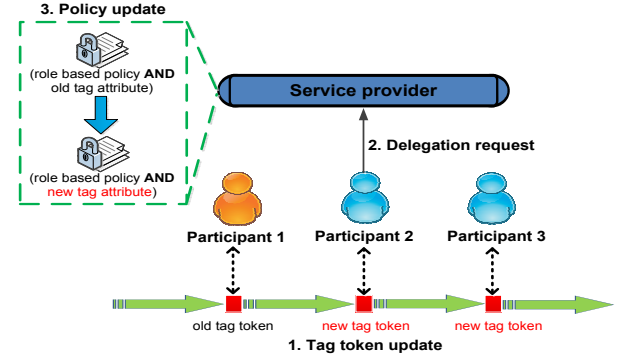 3. Policy update
(role based policy AND
old tag attribute)
(role based policy AND
new tag attribute)
Service provider
2. Delegation request
Participant 1
Participant 2
Participant 3
old tag token
new tag token
new tag token
1. Tag token update